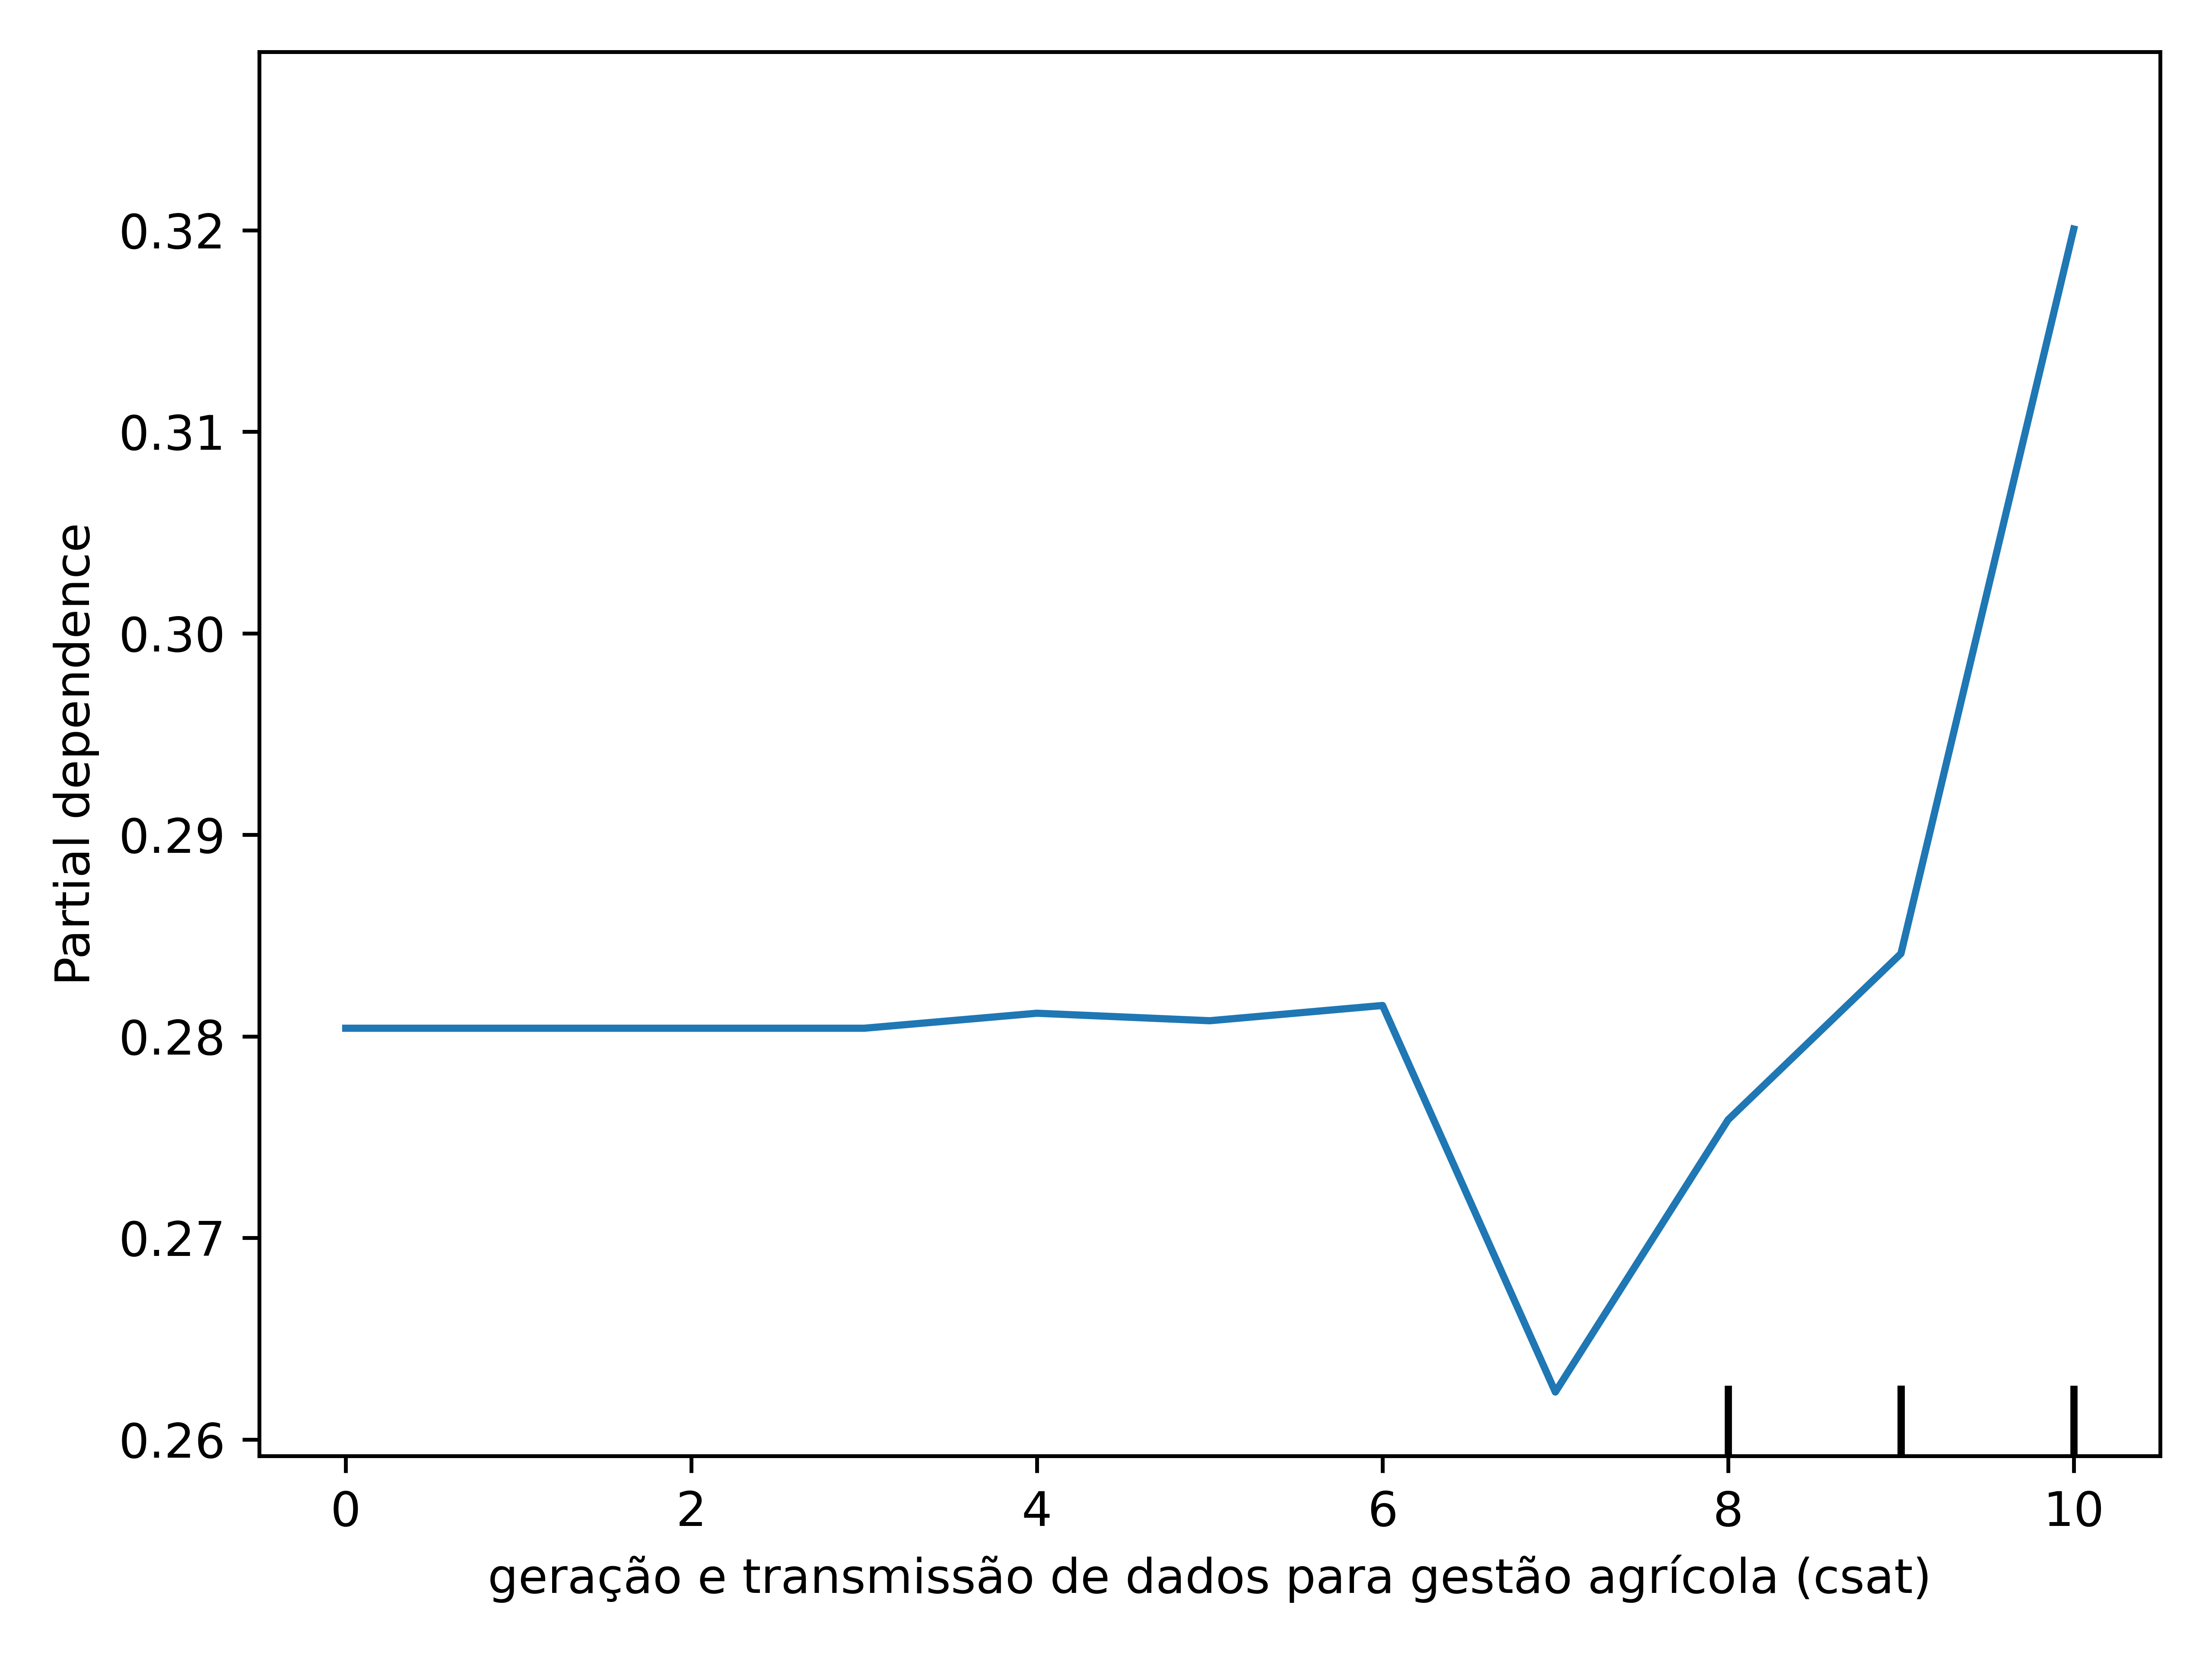 Partial dependence
0.32
0.31
0.30
0.29
0.28
0.27
0.26
0 2 4 6 8 10
geração e transmissão de dados para gestão agrícola (csat)